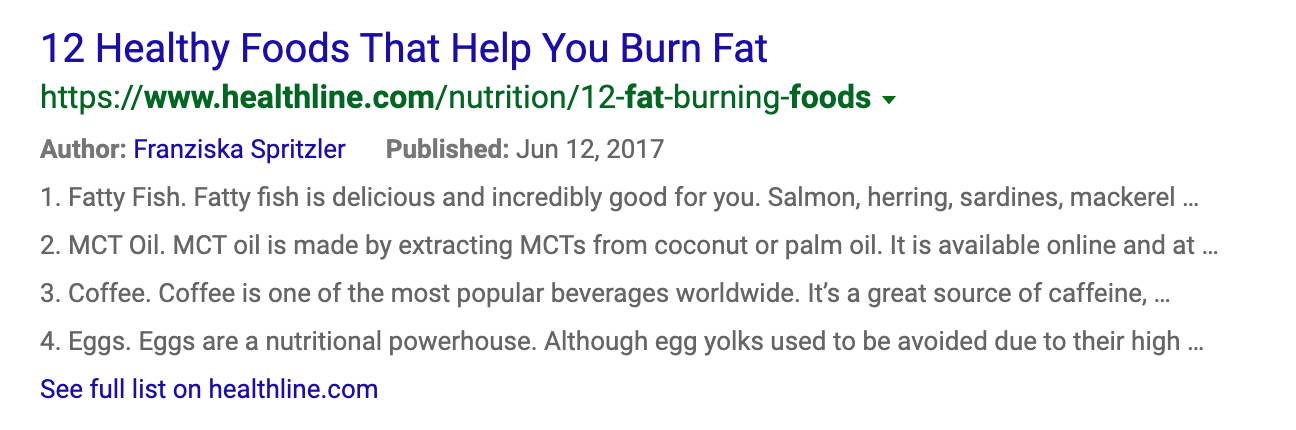 12 Healthy Foods That Help You Burn Fat
https://www.healthline.com/nutrition/12-fat-burning-foods
Author: Franziska Spritzler Published: Jun 12, 2017
1. Fatty Fish. Fatty fish is delicious and incredibly good for you. Salmon, herring, sardines, mackerel ...
2. MCT Oil. MCT oil is made by extracting MCTs from coconut or palm oil. It is available online and at ...
3. Coffee. Coffee is one of the most popular beverages worldwide. It’s a great source of caffeine, ...
4. Eggs. Eggs are a nutritional powerhouse. Although egg yolks used to be avoided due to their high ...
See full list on healthline.com